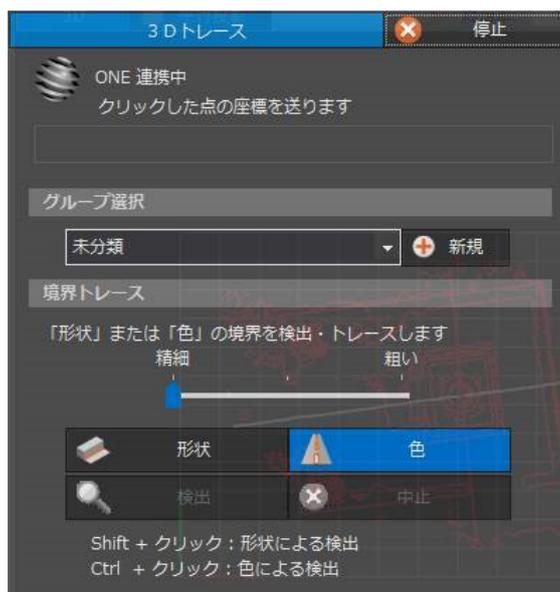 3Dトレース
停止
ONE 連携中
クリックした点の座標を送ります
グループ選択
未分類
新規
境界トレース
「形状」または「色」の境界を検出・トレースします
精細 粗い
形状 色
検出 中止
Shift + クリック:形状による検出
Ctrl + クリック:色による検出